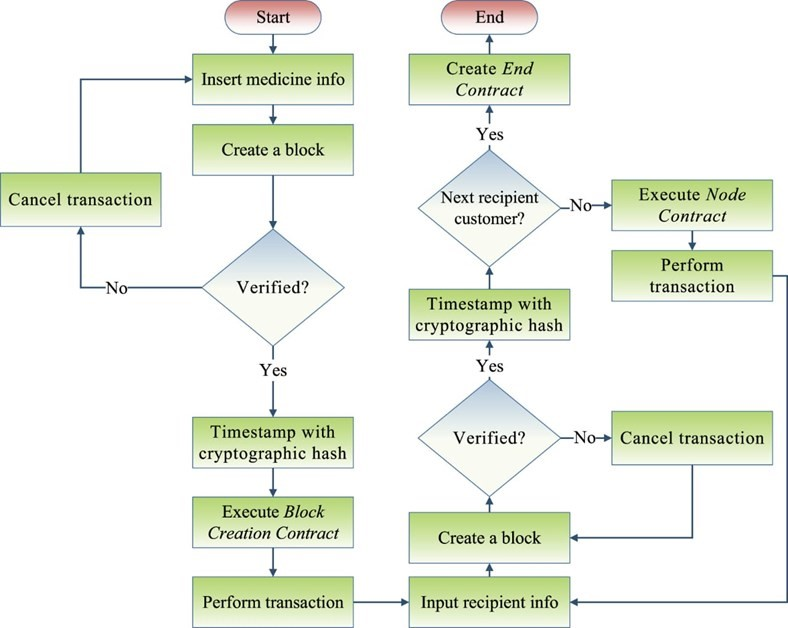 Start
Insert medicine info
Create a block
Cancel transaction
Verified?
No
Yes
Timestamp with
cryptographic hash
Execute Block
Creation Contract
Perform transaction
Input recipient info
Create a block
Verified?
No
Cancel transaction
Yes
Timestamp with
cryptographic hash
Next recipient
customer?
No
Execute Node
Contract
Perform
transaction
Yes
Create End
Contract
End